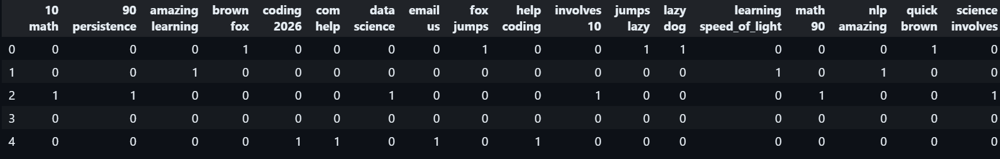 10 90 amazing brown coding com data email fox help involves jumps lazy learning math nlp quick science
math persistence learning fox 2026 help science us jumps coding 10 lazy dog speed_of_light 90 amazing brown involves
0 0 0 0 1 0 0 0 0 1 0 0 1 1 0 0 0 1 0
1 0 0 1 0 0 0 0 0 0 0 0 0 0 1 0 1 0 0
2 1 1 0 0 0 0 1 0 0 0 1 0 0 0 1 0 0 1
3 0 0 0 0 0 0 0 0 0 0 0 0 0 0 0 0 0 0
4 0 0 0 0 1 1 0 1 0 1 0 0 0 0 0 0 0 0